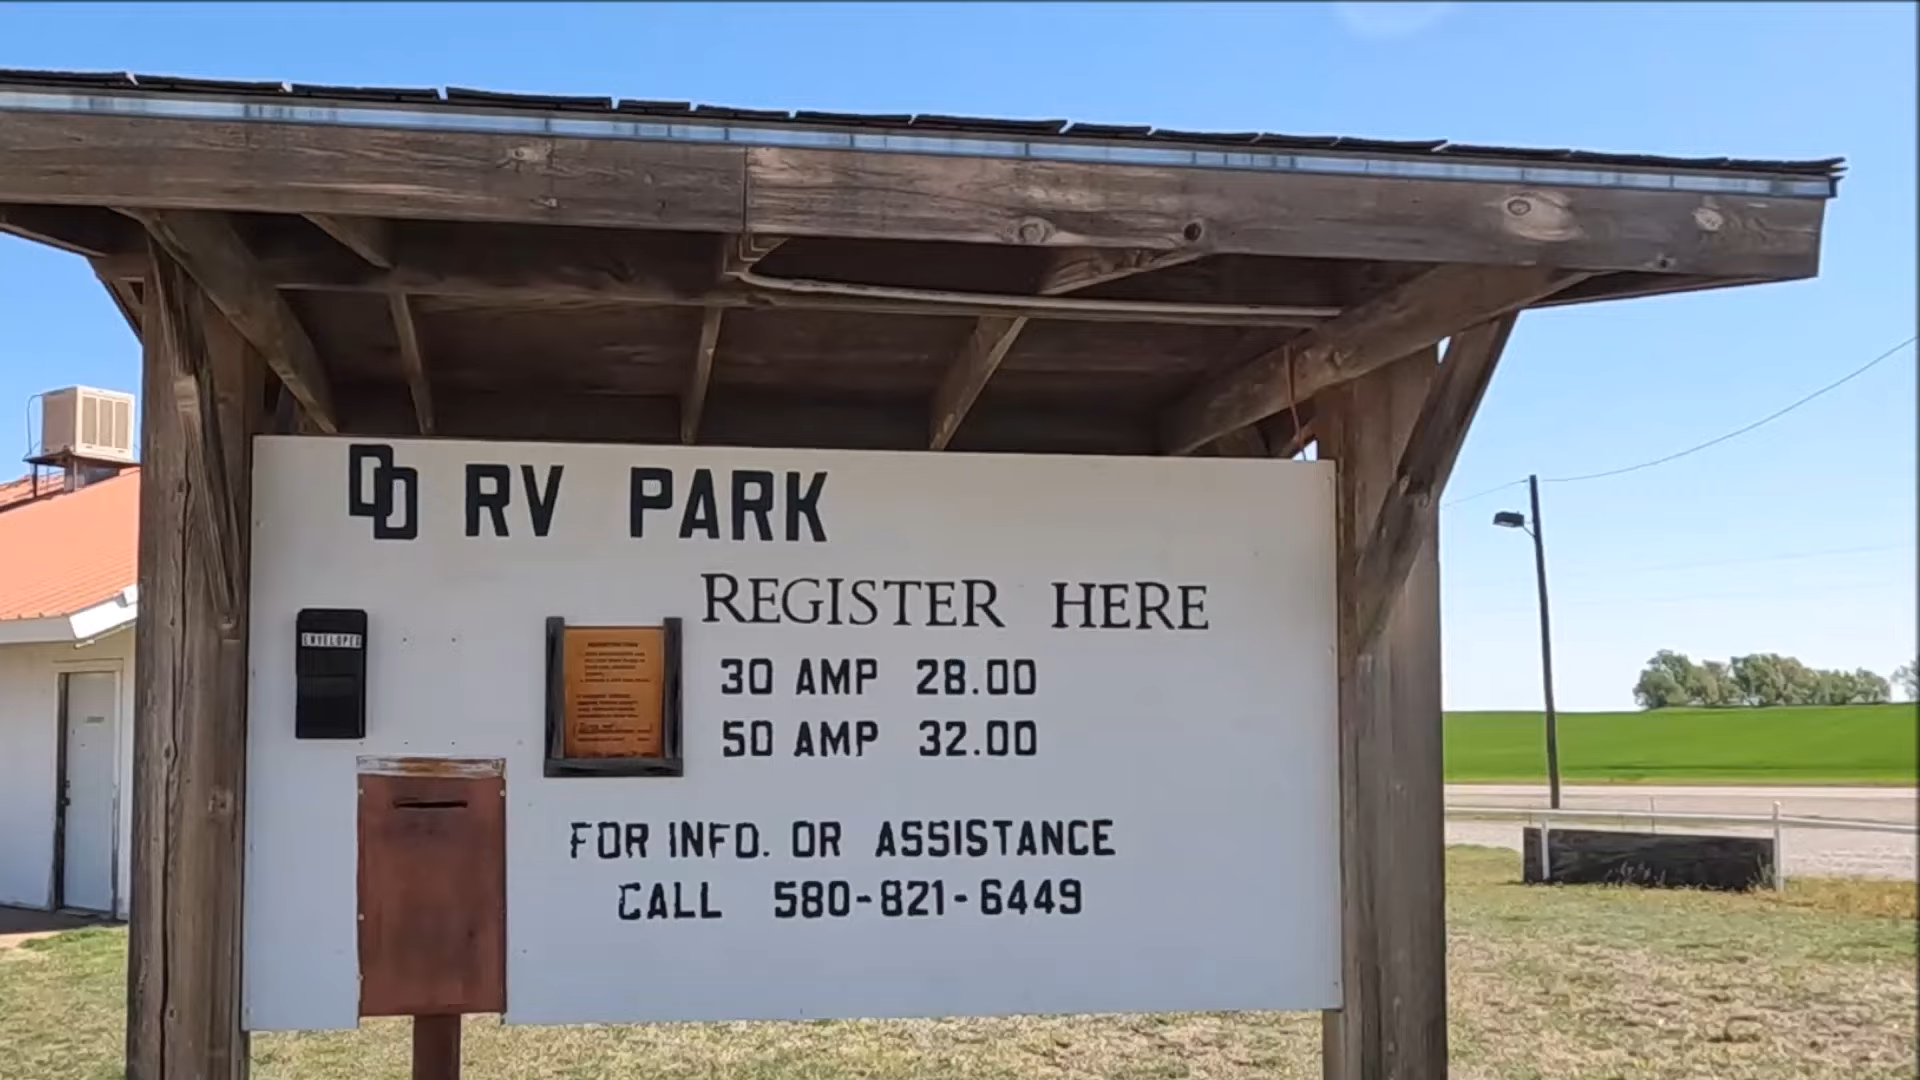 DD RV PARK
REGISTER HERE
ENVELOPES
30 AMP 28.00
50 AMP 32.00
FOR INFO. OR ASSISTANCE
CALL 580-821-6449